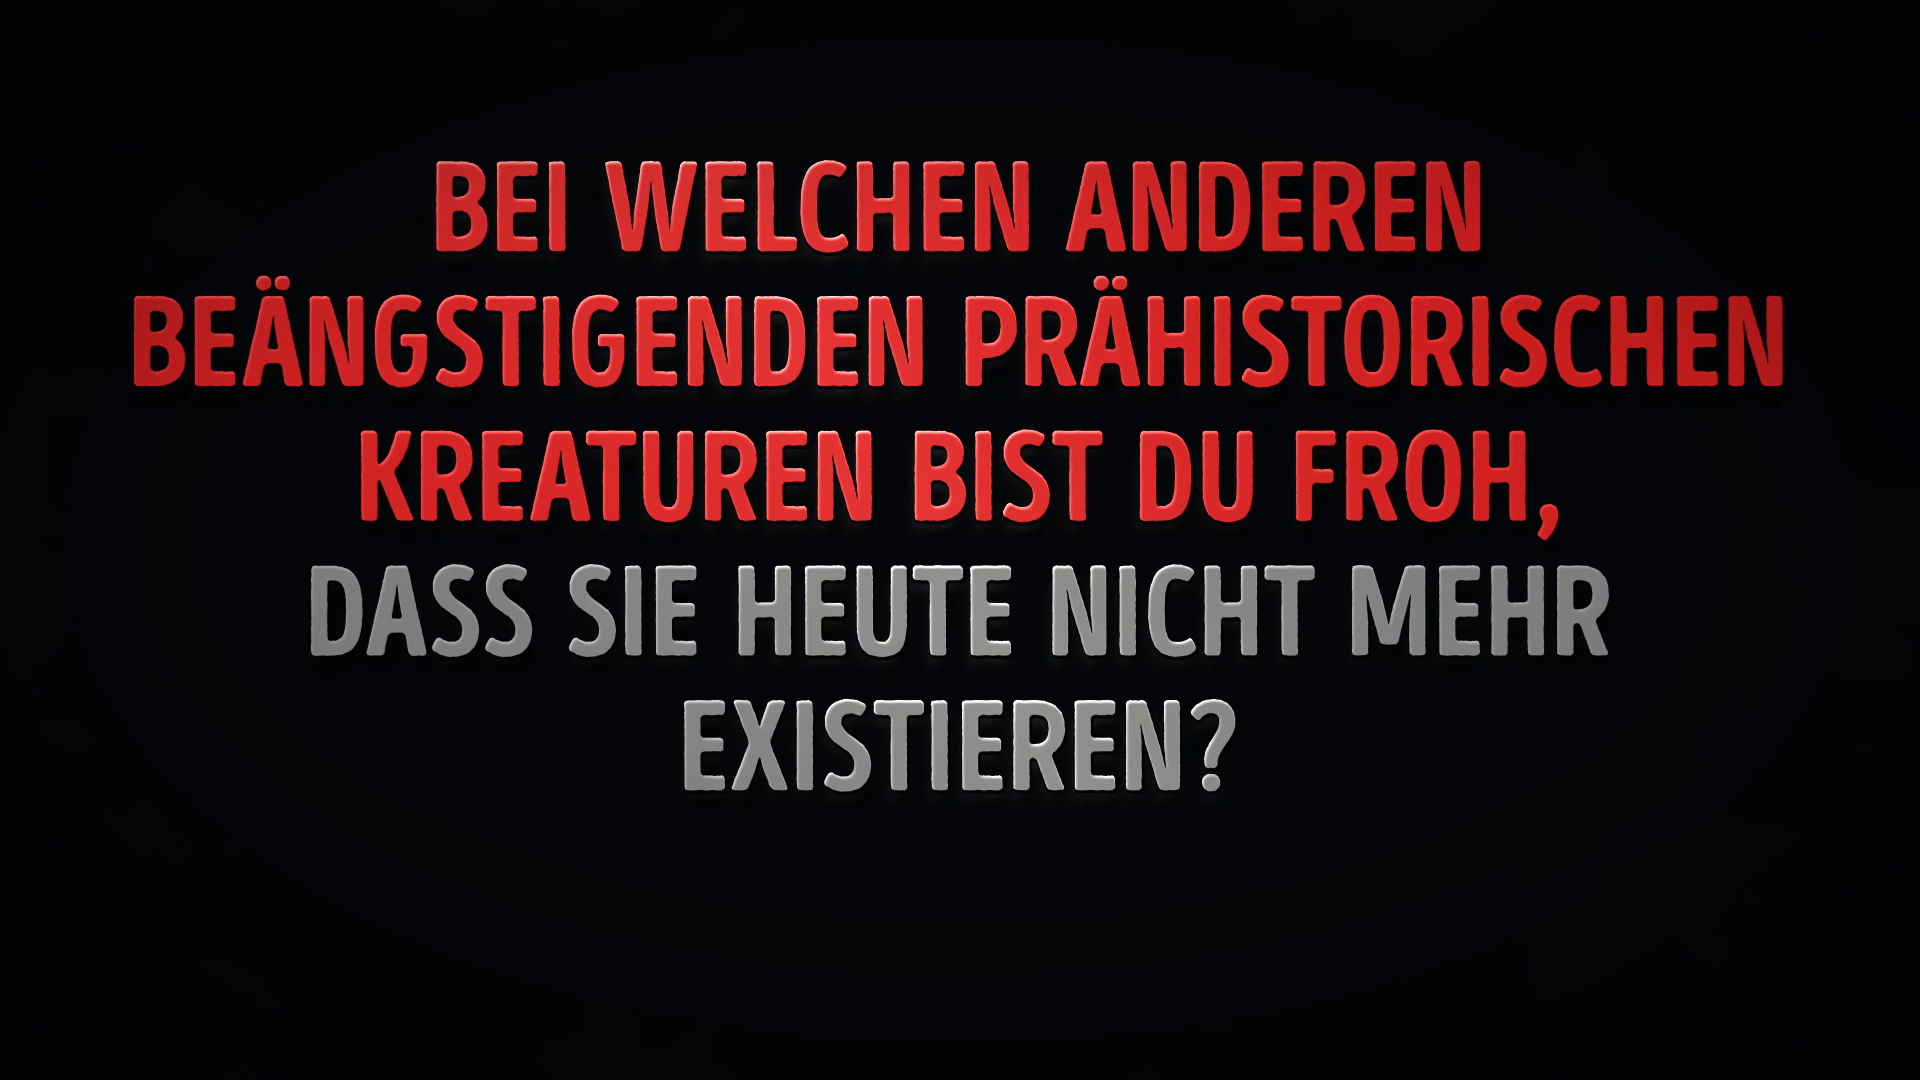 BEI WELCHEN ANDEREN
BEÄNGSTIGENDEN PRÄHISTORISCHEN
KREATUREN BIST DU FROH,
DASS SIE HEUTE NICHT MEHR
EXISTIEREN?